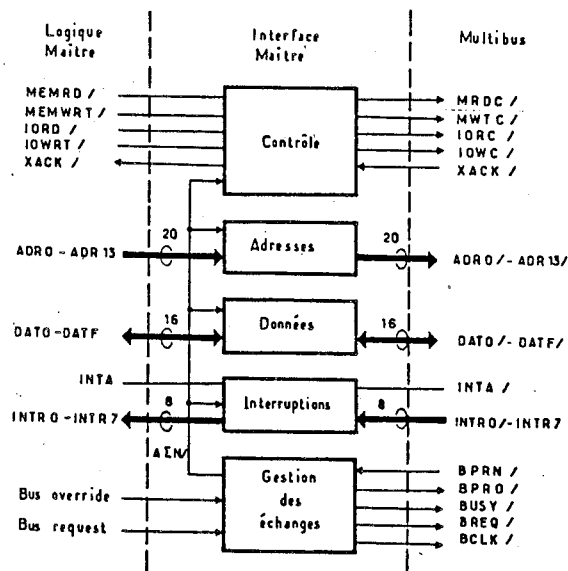 Logique
Maître
Interface
Maître
Multibus
MEMRD /
MEMWRT /
IORD /
IOWRT /
XACK /
Contrôle
MRDC /
MWTC /
IORC /
IOWC /
XACK /
20
ADR0 - ADR13
Adresses
20
ADR0/- ADR13/
16
DAT0-DATF
Données
16
DAT0/- DATF/
INTA
INTA /
8
INTR0-INTR7
Interruptions
8
INTR0/-INTR7
AEN/
Bus override
Bus request
Gestion
des
échanges
BPRN /
BPRO /
BUSY /
BREQ /
BCLK /